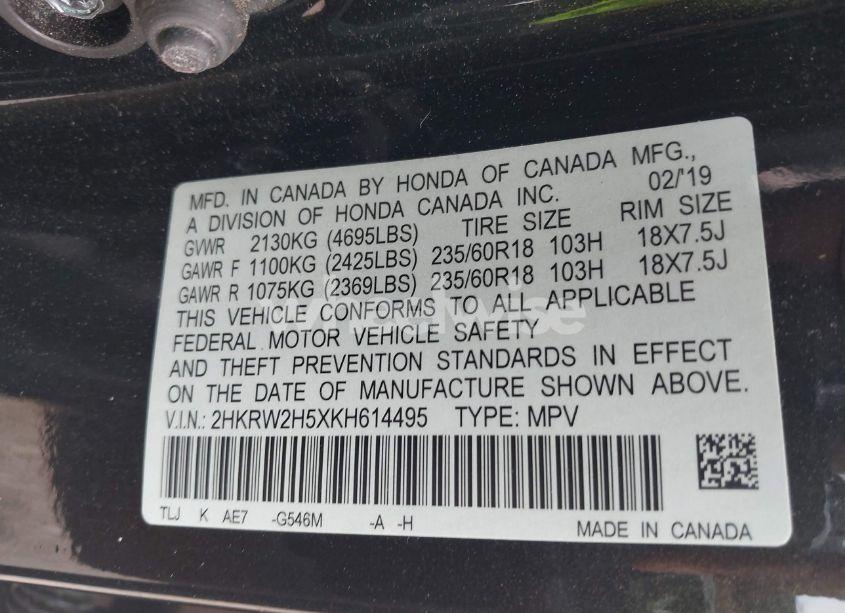 MFD. IN CANADA BY HONDA OF CANADA MFG.,
A DIVISION OF HONDA CANADA INC. 02/'19
GVWR 2130KG (4695LBS) TIRE SIZE RIM SIZE
GAWR F 1100KG (2425LBS) 235/60R18 103H 18X7.5J
GAWR R 1075KG (2369LBS) 235/60R18 103H 18X7.5J
THIS VEHICLE CONFORMS TO ALL APPLICABLE
FEDERAL MOTOR VEHICLE SAFETY
AND THEFT PREVENTION STANDARDS IN EFFECT
ON THE DATE OF MANUFACTURE SHOWN ABOVE.
V.I.N.: 2HKRW2H5XKH614495 TYPE: MPV
TLJ K AE7 -G546M -A -H
MADE IN CANADA